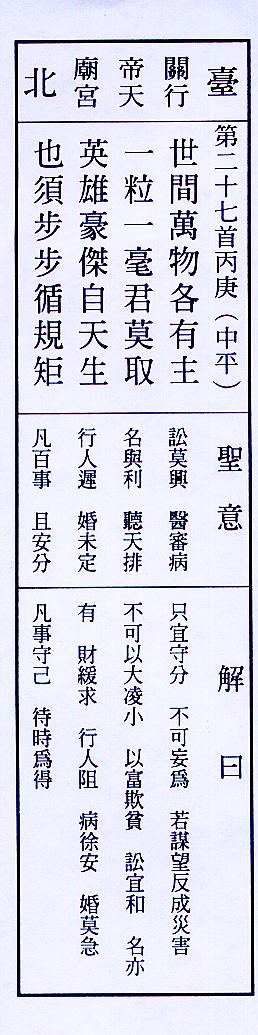 臺北
行天宮
關帝廟
第二十七首丙庚（中平）
世間萬物各有主
一粒一毫君莫取
英雄豪傑自天生
也須步步循規矩
聖意
訟莫興　醫審病
名與利　聽天排
行人遲　婚未定
凡百事　且安分
解曰
只宜守分　不可妄爲　若謀望反成災害
不可以大凌小　以富欺貧　訟宜和　名亦
有　財緩求　行人阻　病徐安　婚莫急
凡事守己　待時爲得